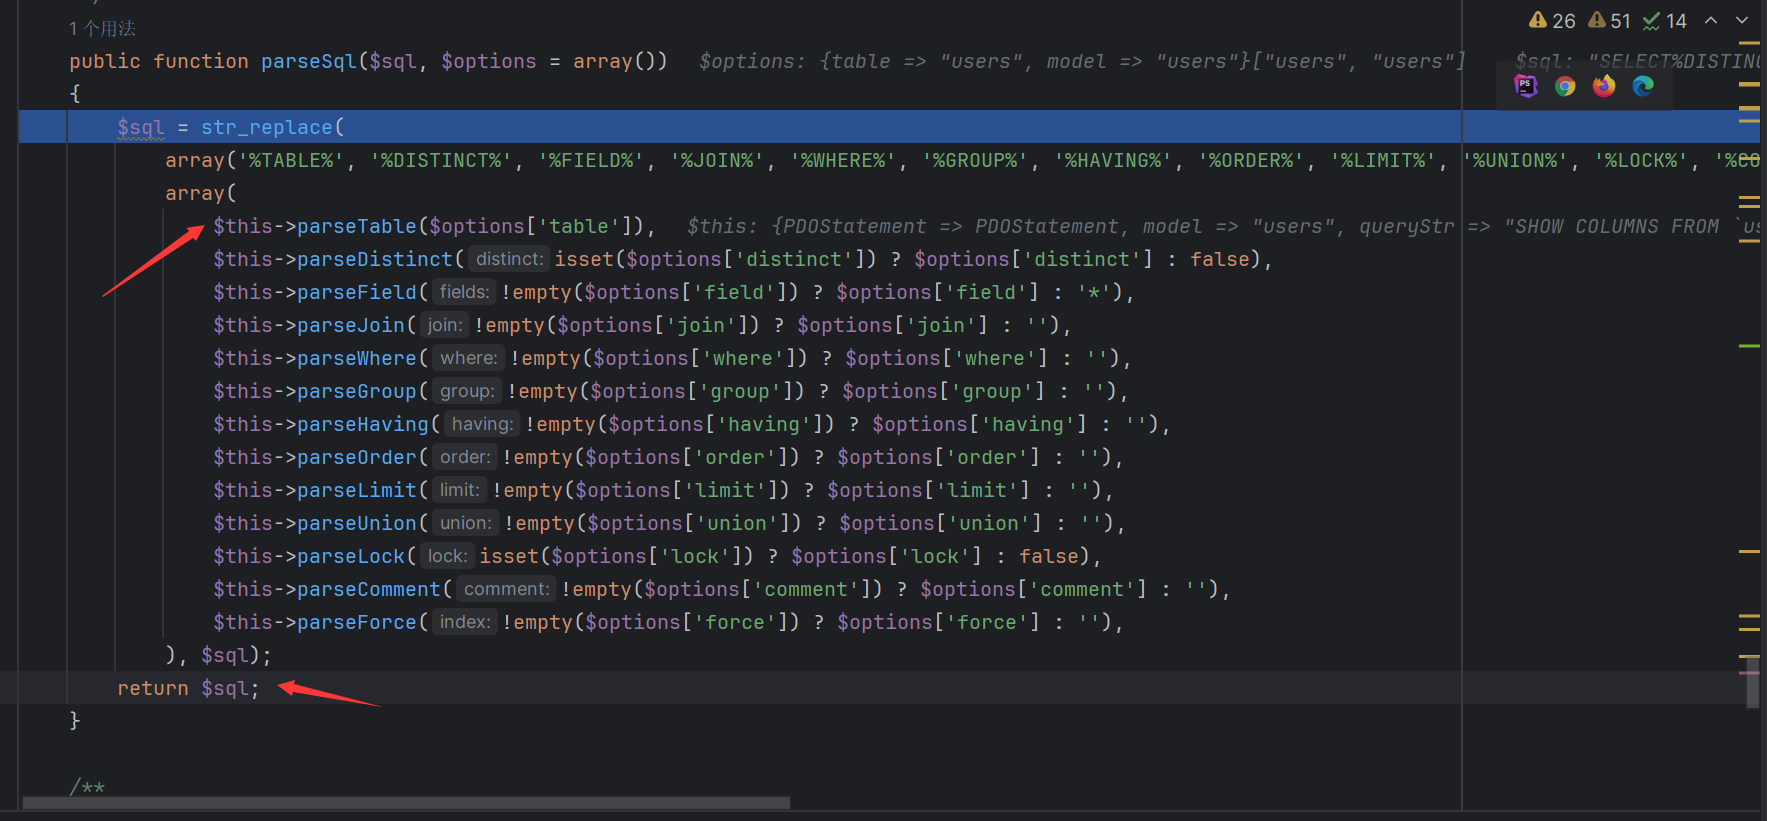 26 51 14
1 个用法
public function parseSql($sql, $options = array()) $options: {table => "users", model => "users"}["users", "users"] $sql: "SELECT%DISTINC
{
$sql = str_replace(
array('%TABLE%', '%DISTINCT%', '%FIELD%', '%JOIN%', '%WHERE%', '%GROUP%', '%HAVING%', '%ORDER%', '%LIMIT%', '%UNION%', '%LOCK%', '%CO
array(
$this->parseTable($options['table']), $this: {PDOStatement => PDOStatement, model => "users", queryStr => "SHOW COLUMNS FROM `us
$this->parseDistinct( distinct: isset($options['distinct']) ? $options['distinct'] : false),
$this->parseField( fields: !empty($options['field']) ? $options['field'] : '*'),
$this->parseJoin( join: !empty($options['join']) ? $options['join'] : ''),
$this->parseWhere( where: !empty($options['where']) ? $options['where'] : ''),
$this->parseGroup( group: !empty($options['group']) ? $options['group'] : ''),
$this->parseHaving( having: !empty($options['having']) ? $options['having'] : ''),
$this->parseOrder( order: !empty($options['order']) ? $options['order'] : ''),
$this->parseLimit( limit: !empty($options['limit']) ? $options['limit'] : ''),
$this->parseUnion( union: !empty($options['union']) ? $options['union'] : ''),
$this->parseLock( lock: isset($options['lock']) ? $options['lock'] : false),
$this->parseComment( comment: !empty($options['comment']) ? $options['comment'] : ''),
$this->parseForce( index: !empty($options['force']) ? $options['force'] : ''),
), $sql);
return $sql;
}
/**